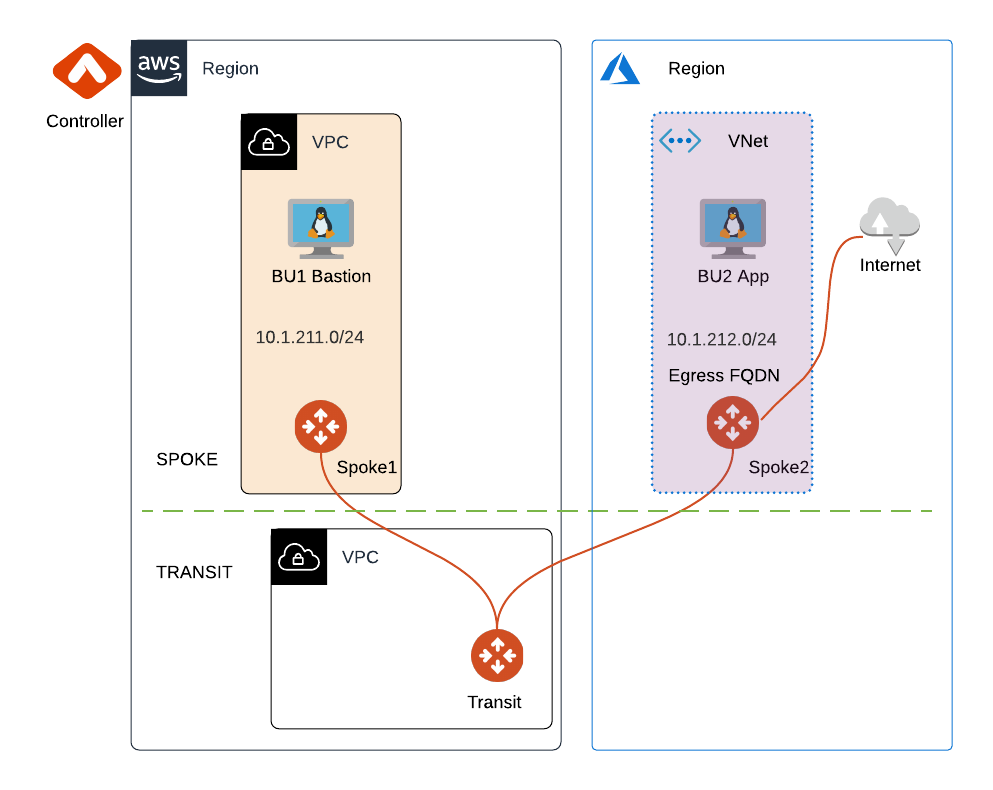 aws
Region
Region
Controller
VPC
VNet
BU1 Bastion
BU2 App
Internet
10.1.211.0/24
10.1.212.0/24
Egress FQDN
SPOKE
Spoke1
Spoke2
TRANSIT
VPC
Transit